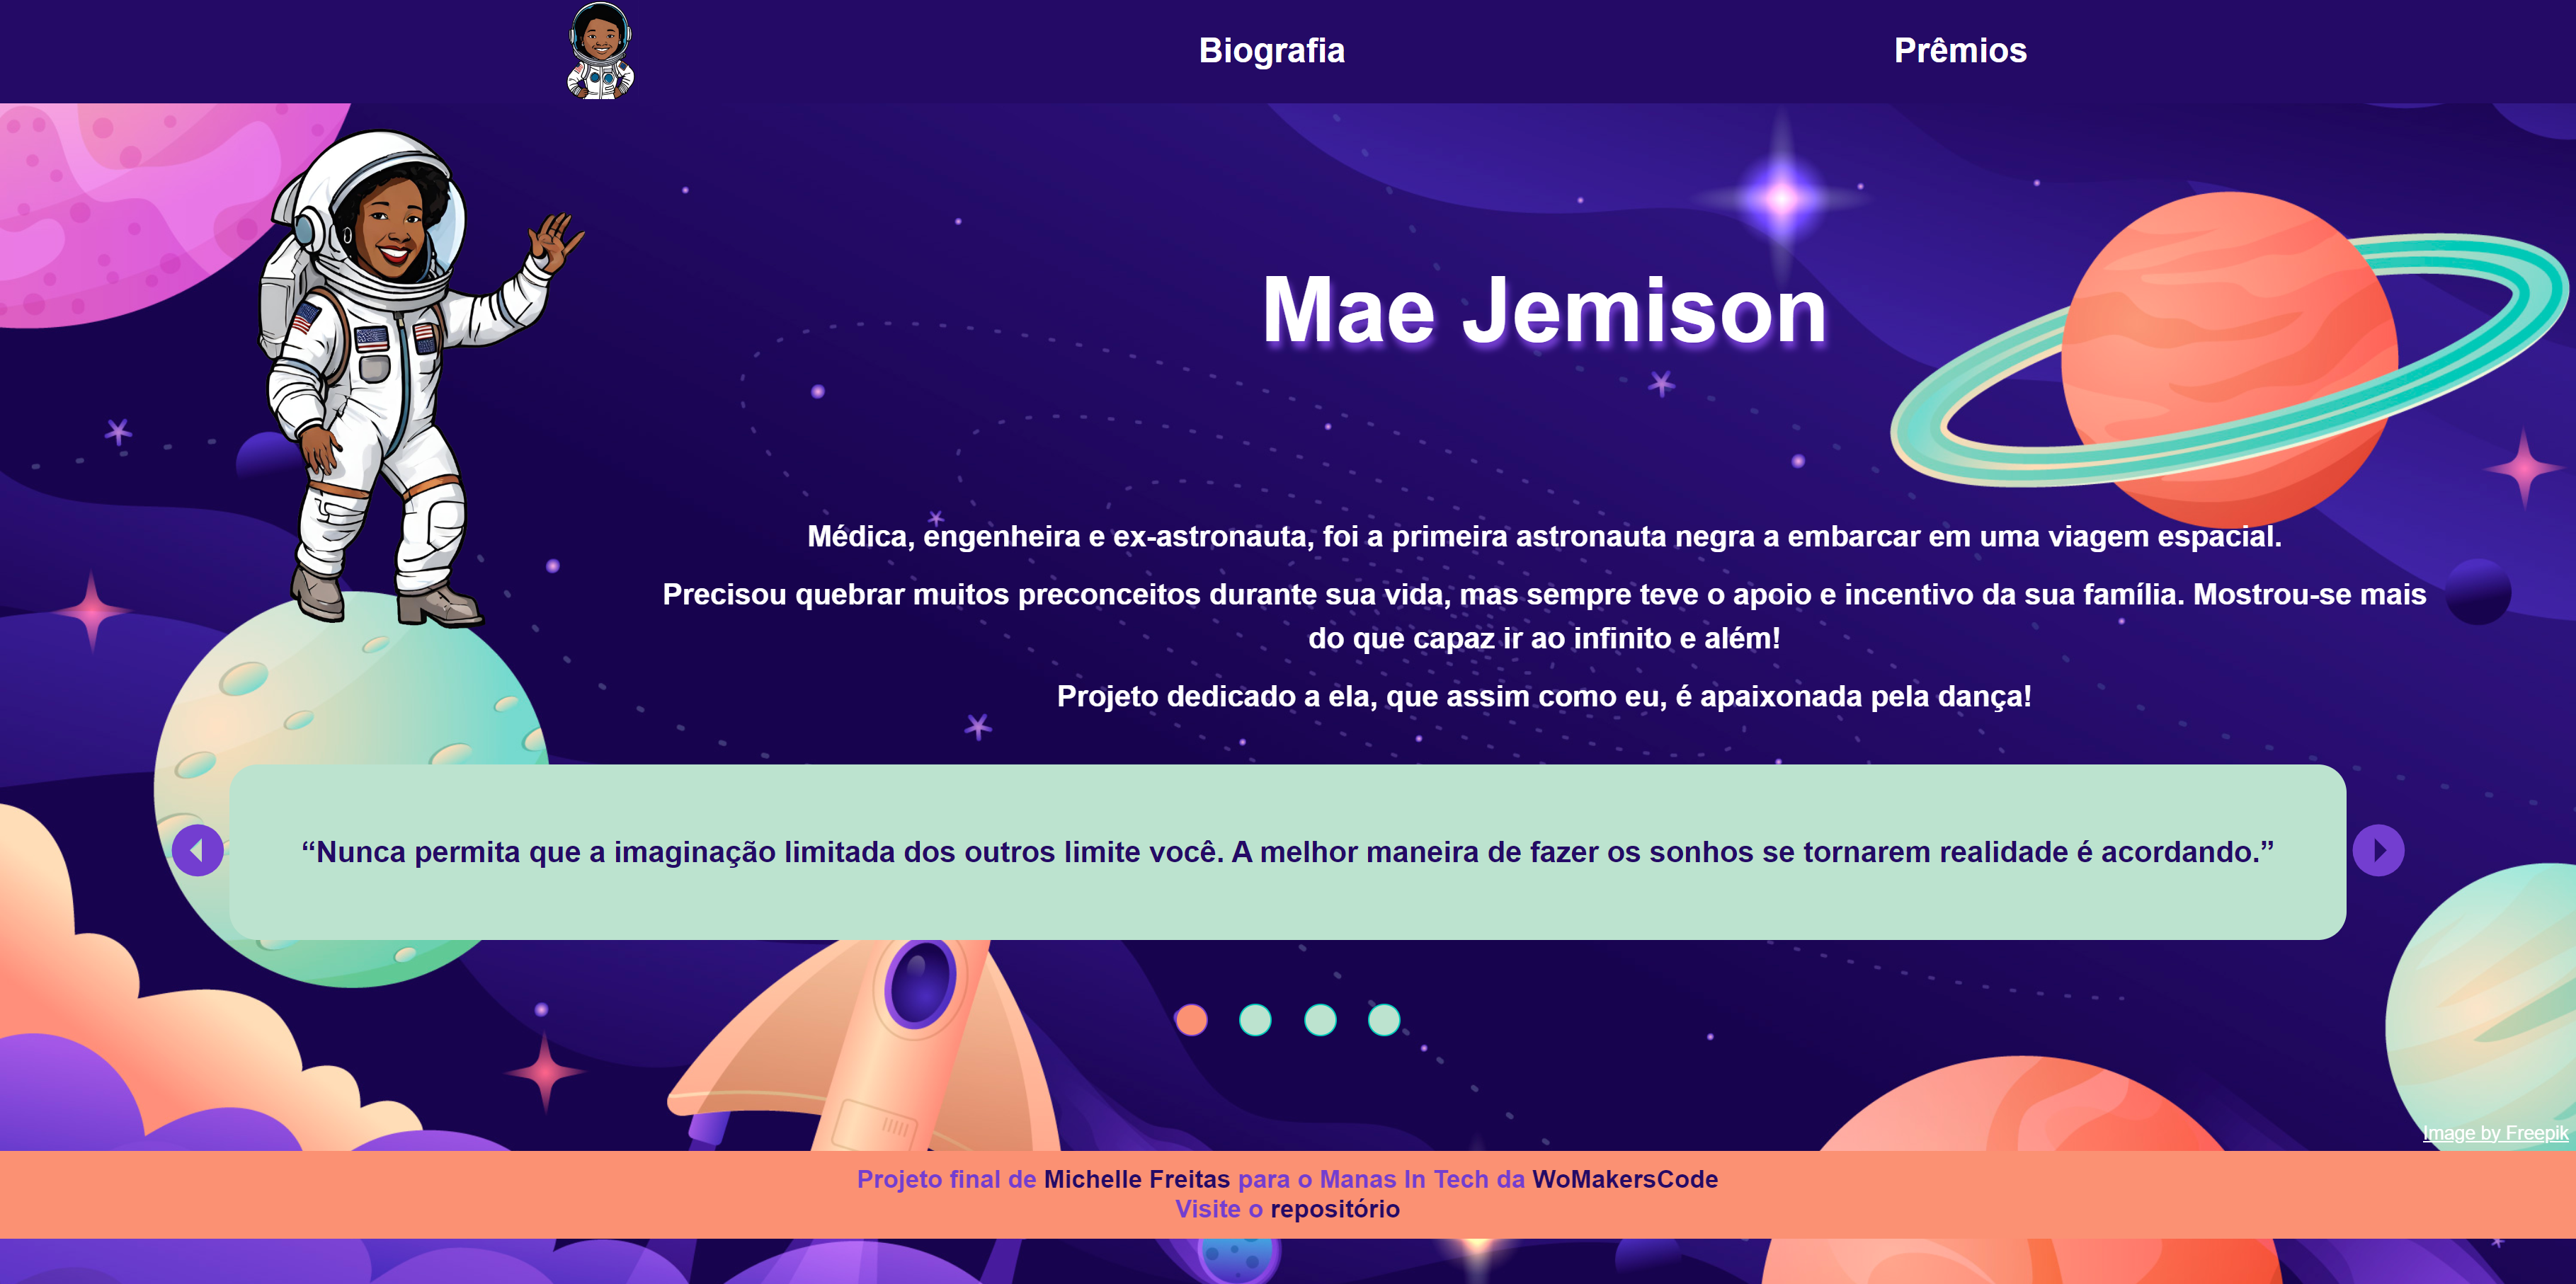 Biografia
Prêmios
Mae Jemison
Médica, engenheira e ex-astronauta, foi a primeira astronauta negra a embarcar em uma viagem espacial.
Precisou quebrar muitos preconceitos durante sua vida, mas sempre teve o apoio e incentivo da sua família. Mostrou-se mais
do que capaz ir ao infinito e além!
Projeto dedicado a ela, que assim como eu, é apaixonada pela dança!
“Nunca permita que a imaginação limitada dos outros limite você. A melhor maneira de fazer os sonhos se tornarem realidade é acordando.”
Image by Freepik
Projeto final de Michelle Freitas para o Manas In Tech da WoMakersCode
Visite o repositório